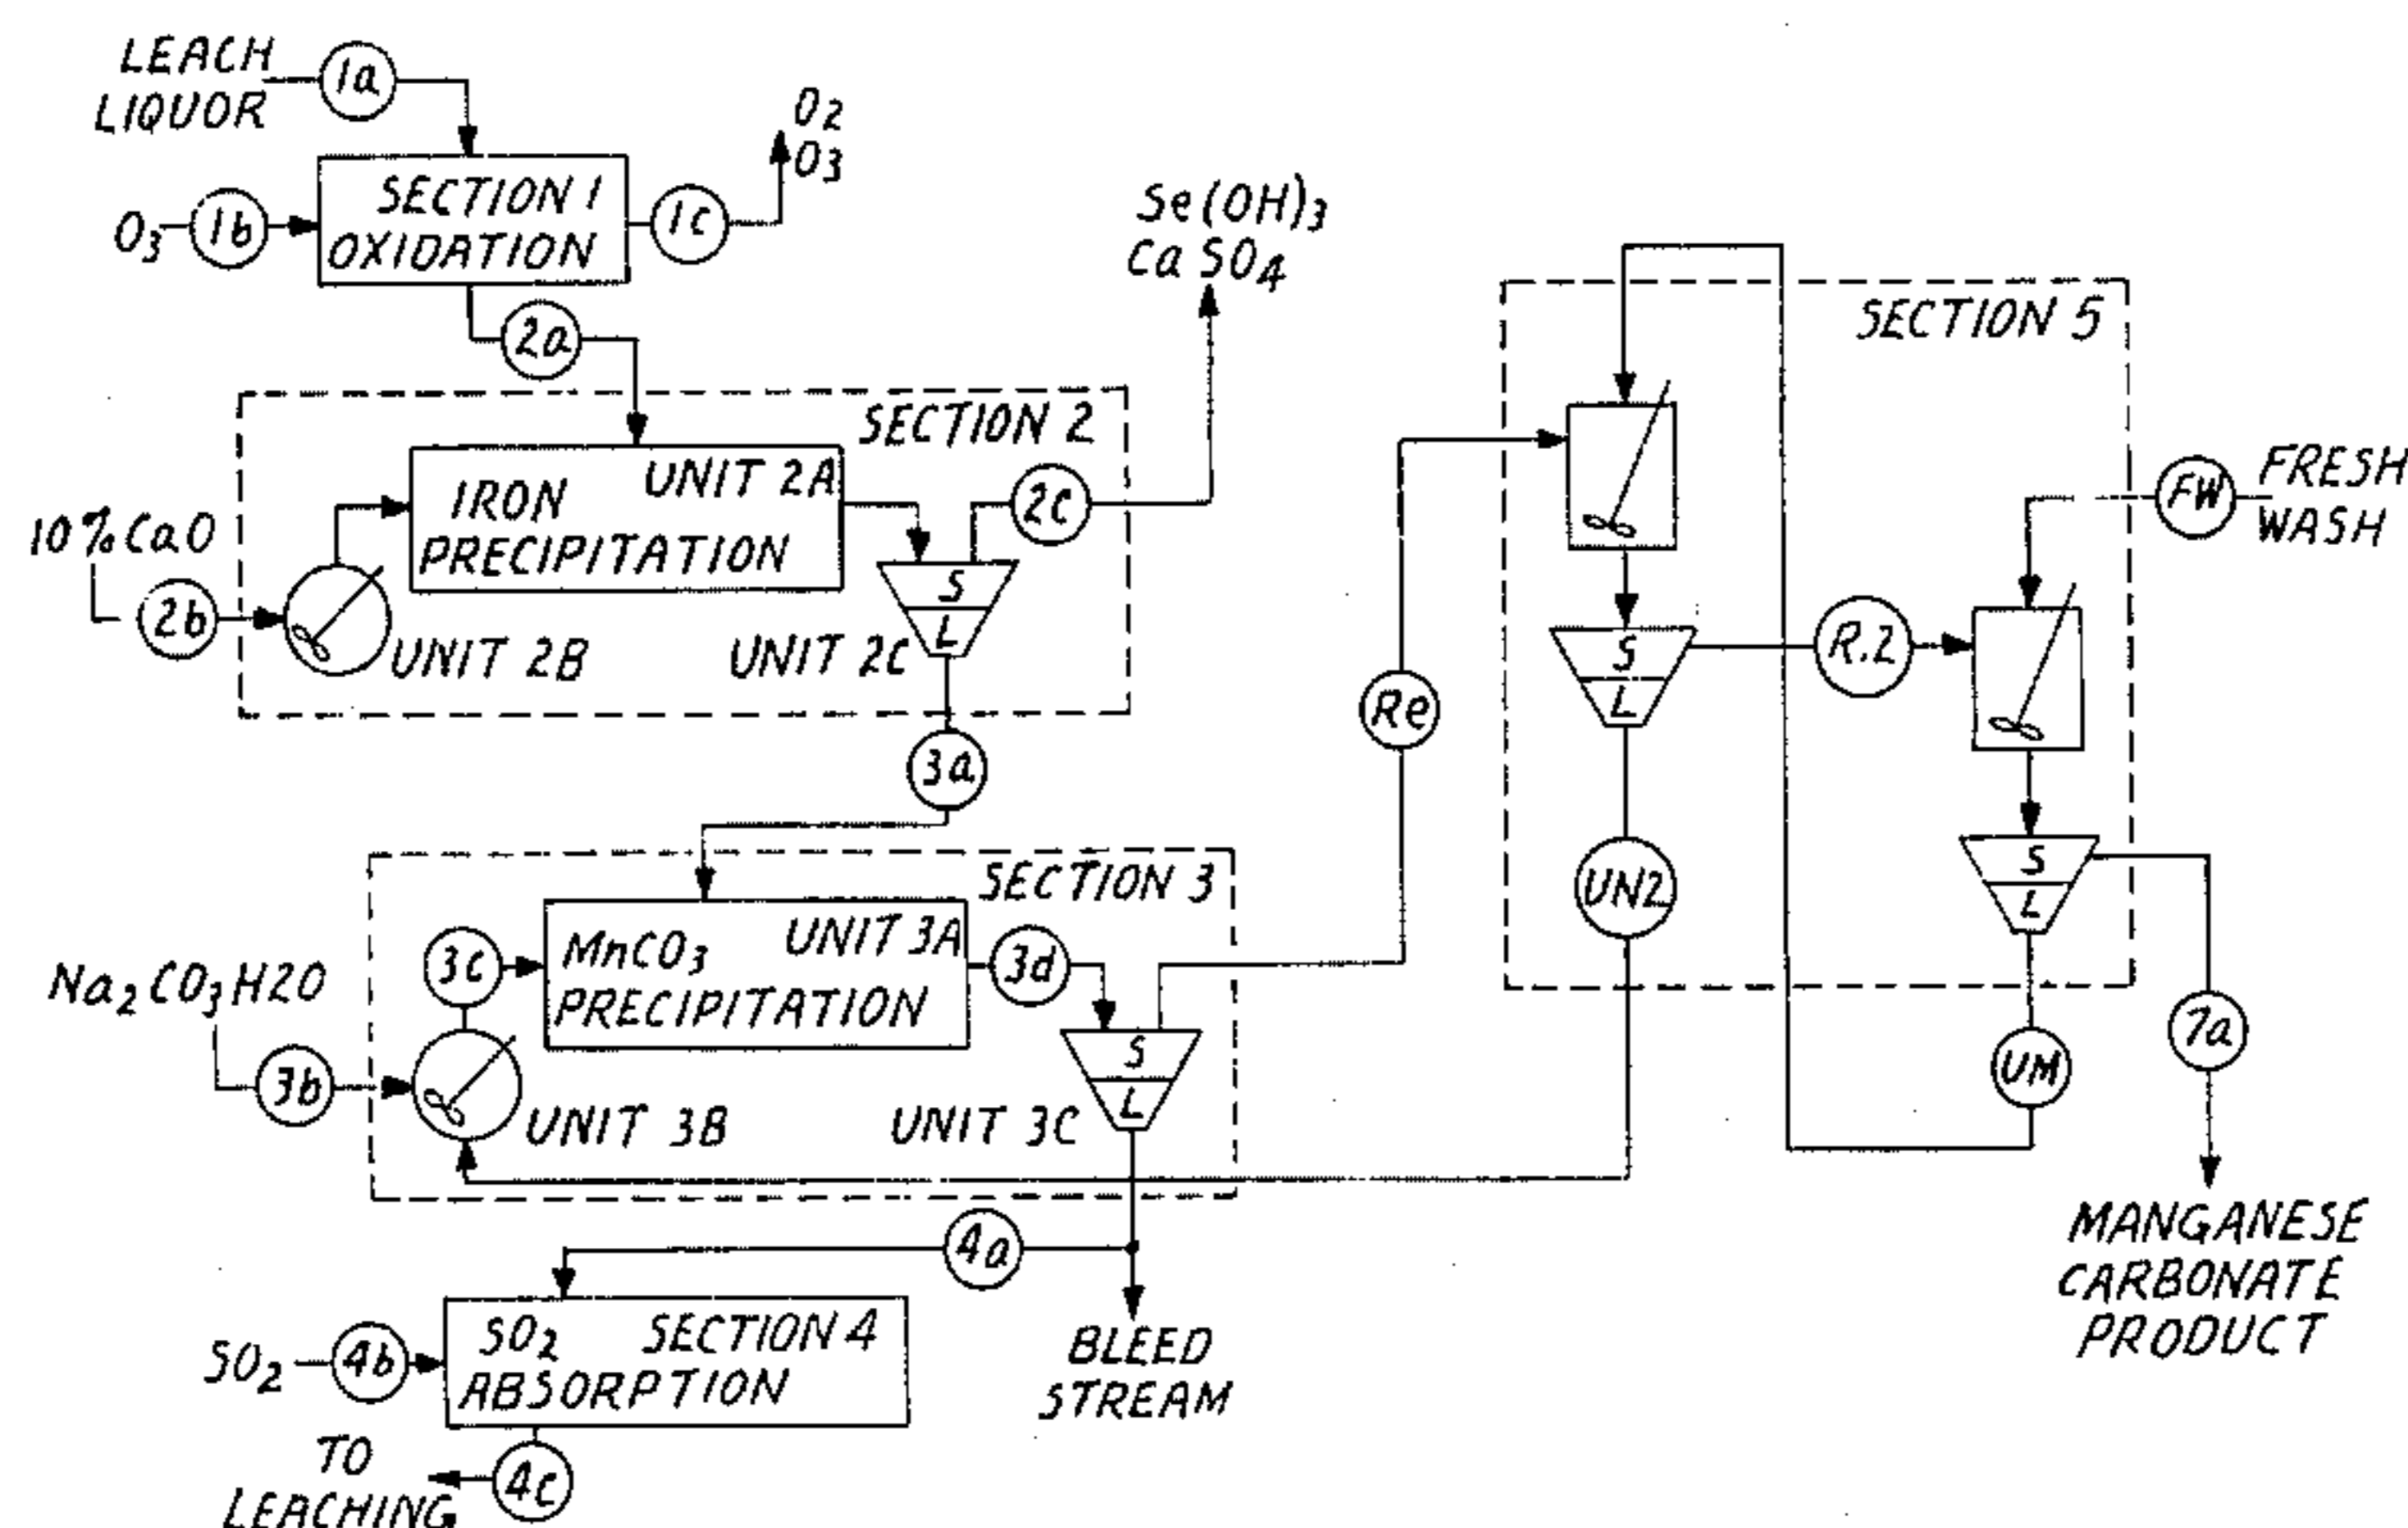 LEACH
LIQUOR
1a
O3
1b
SECTION 1
OXIDATION
1c
O2
O3
2a
Se(OH)3
CaSO4
SECTION 2
UNIT 2A
IRON
PRECIPITATION
10%CaO
2b
UNIT 2B
2c
S
L
UNIT 2C
3a
SECTION 3
UNIT 3A
MnCO3
PRECIPITATION
3c
3d
Na2CO3H2O
3b
UNIT 3B
S
L
UNIT 3C
4a
SO2
4b
SO2 SECTION 4
ABSORPTION
BLEED
STREAM
TO
LEACHING
4c
Re
SECTION 5
S
L
R.2
FW
FRESH
WASH
UN2
S
L
UM
7a
MANGANESE
CARBONATE
PRODUCT